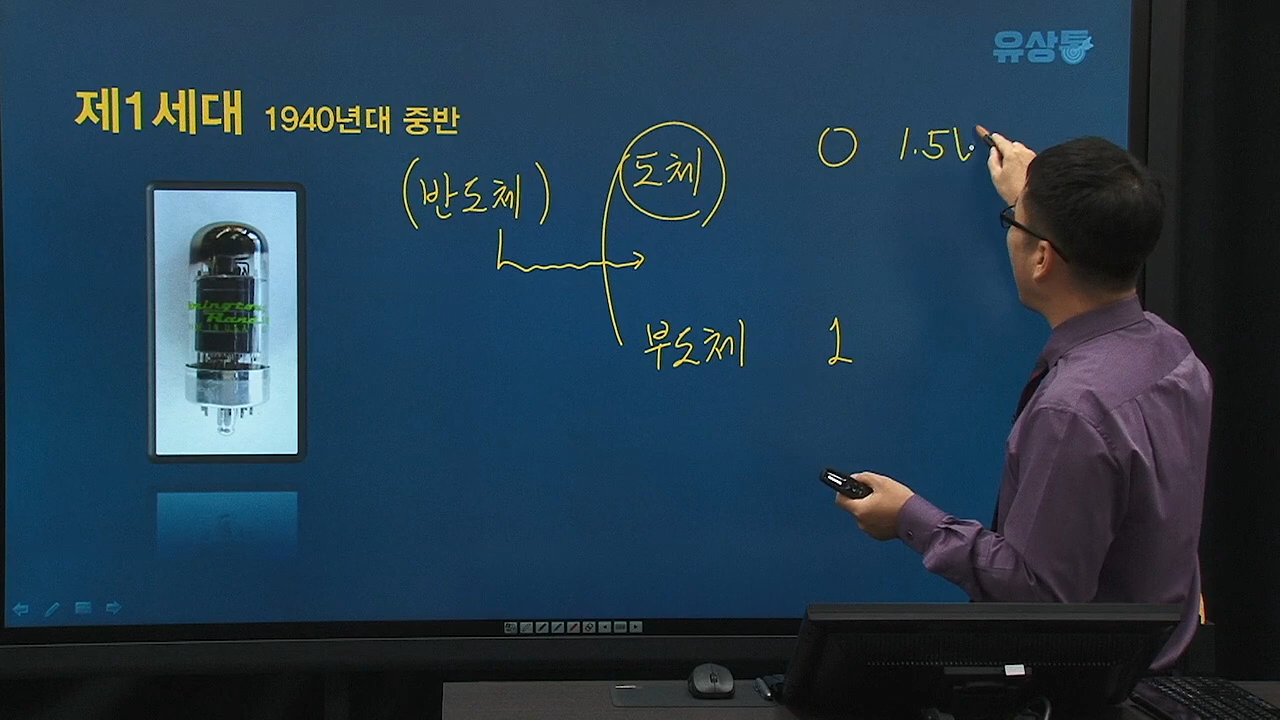 유상통
제1세대 1940년대 중반
(반도체) 도체 0 1.5V
부도체 1
Rand